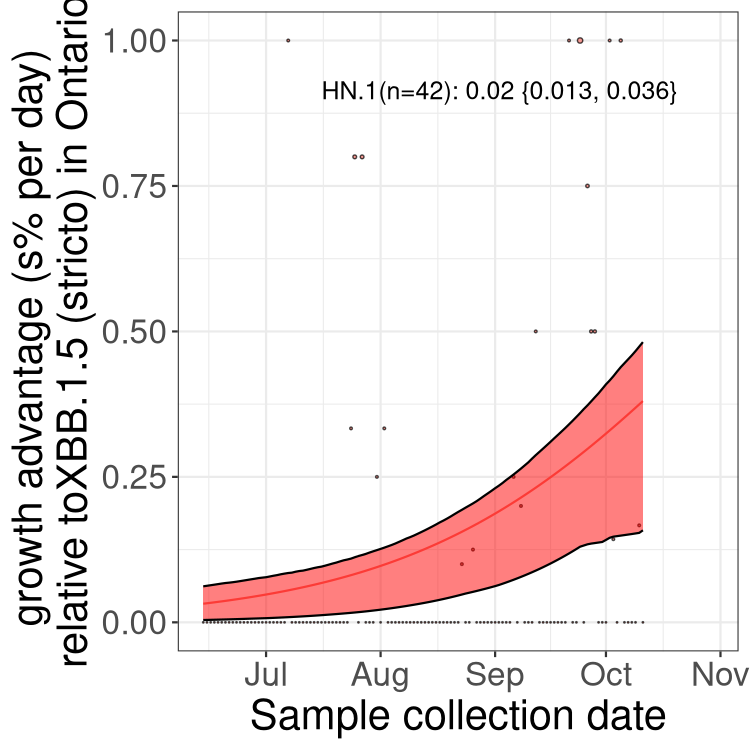 growth advantage (s% per day)
relative toXBB.1.5 (stricto) in Ontario
1.00
0.75
0.50
0.25
0.00
HN.1(n=42): 0.02 {0.013, 0.036}
Jul
Aug
Sep
Oct
Nov
Sample collection date